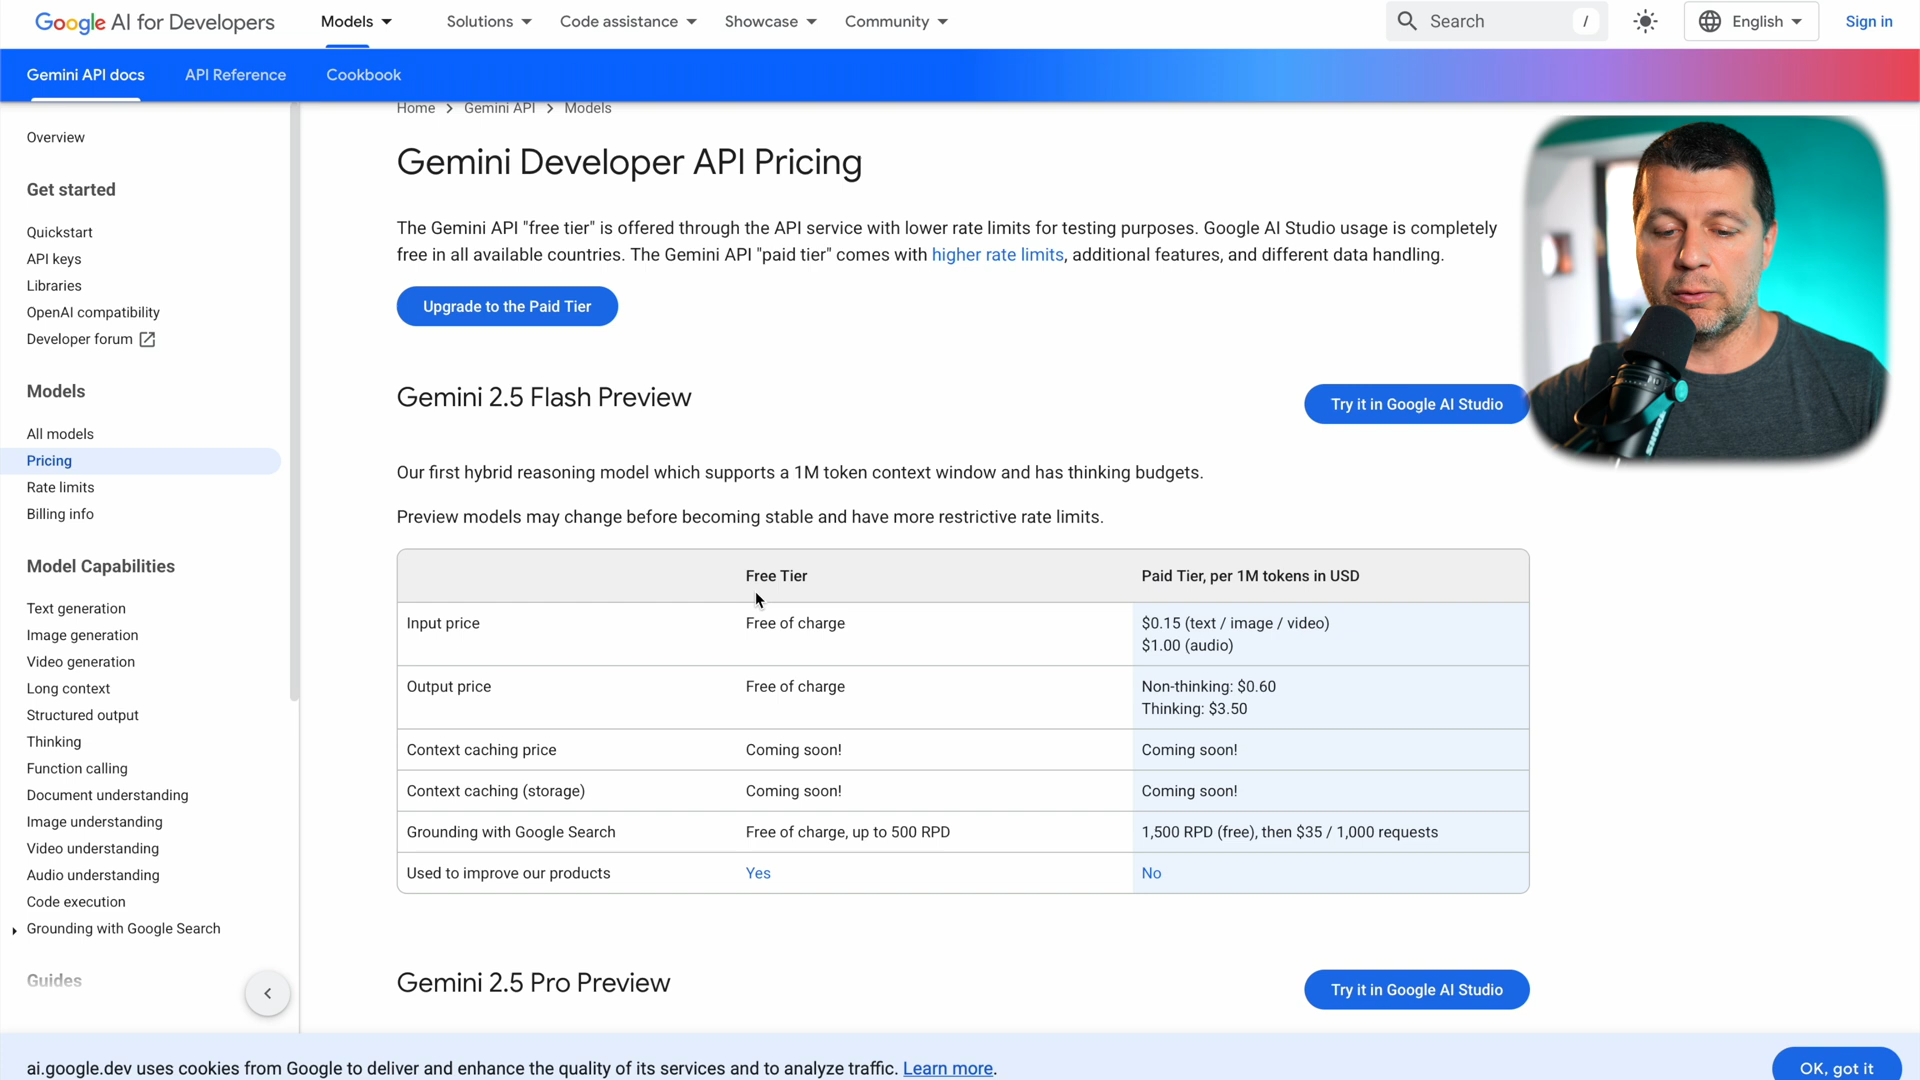 Google AI for Developers
Models
Solutions
Code assistance
Showcase
Community
Search
/
English
Sign in
Gemini API docs
API Reference
Cookbook
Home > Gemini API > Models
Overview
Get started
Quickstart
API keys
Libraries
OpenAI compatibility
Developer forum
Models
All models
Pricing
Rate limits
Billing info
Model Capabilities
Text generation
Image generation
Video generation
Long context
Structured output
Thinking
Function calling
Document understanding
Image understanding
Video understanding
Audio understanding
Code execution
Grounding with Google Search
Guides
Gemini Developer API Pricing
The Gemini API "free tier" is offered through the API service with lower rate limits for testing purposes. Google AI Studio usage is completely
free in all available countries. The Gemini API "paid tier" comes with higher rate limits, additional features, and different data handling.
Upgrade to the Paid Tier
Gemini 2.5 Flash Preview
Try it in Google AI Studio
Our first hybrid reasoning model which supports a 1M token context window and has thinking budgets.
Preview models may change before becoming stable and have more restrictive rate limits.
Free Tier
Paid Tier, per 1M tokens in USD
Input price
Free of charge
$0.15 (text / image / video)
$1.00 (audio)
Output price
Free of charge
Non-thinking: $0.60
Thinking: $3.50
Context caching price
Coming soon!
Coming soon!
Context caching (storage)
Coming soon!
Coming soon!
Grounding with Google Search
Free of charge, up to 500 RPD
1,500 RPD (free), then $35 / 1,000 requests
Used to improve our products
Yes
No
Gemini 2.5 Pro Preview
Try it in Google AI Studio
ai.google.dev uses cookies from Google to deliver and enhance the quality of its services and to analyze traffic. Learn more.
OK, got it